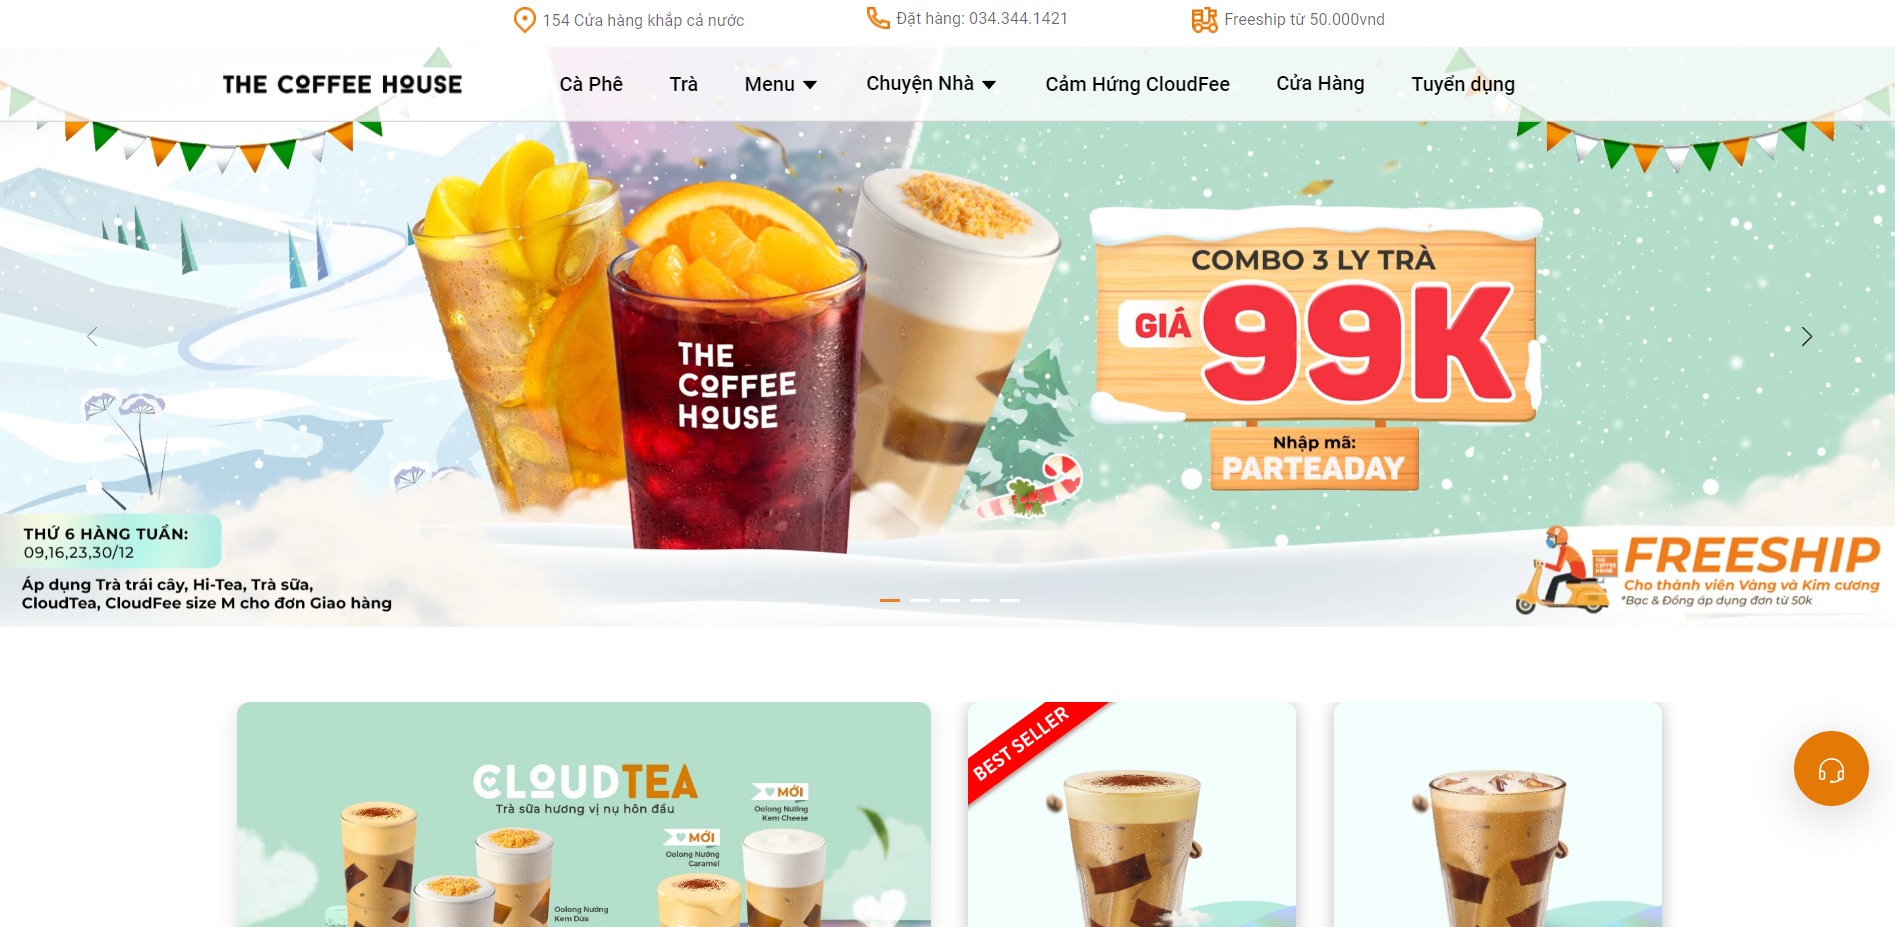 154 Cửa hàng khắp cả nước
Đặt hàng: 034.344.1421
Freeship từ 50.000vnd
THE COFFEE HOUSE
Cà Phê
Trà
Menu
Chuyện Nhà
Cảm Hứng CloudFee
Cửa Hàng
Tuyển dụng
COMBO 3 LY TRÀ
GIÁ 99K
Nhập mã:
PARTEADAY
THE
COFFEE
HOUSE
THỨ 6 HÀNG TUẦN:
09,16,23,30/12
Áp dụng Trà trái cây, Hi-Tea, Trà sữa,
CloudTea, CloudFee size M cho đơn Giao hàng
THE
COFFEE
HOUSE
FREESHIP
Cho thành viên Vàng và Kim cương
*Bạc & Đồng áp dụng đơn từ 50k
CLOUDTEA
Trà sữa hương vị nụ hôn đầu
MỚI
Oolong Nướng
Kem Cheese
MỚI
Oolong Nướng
Caramel
Oolong Nướng
Kem Dừa
BEST SELLER